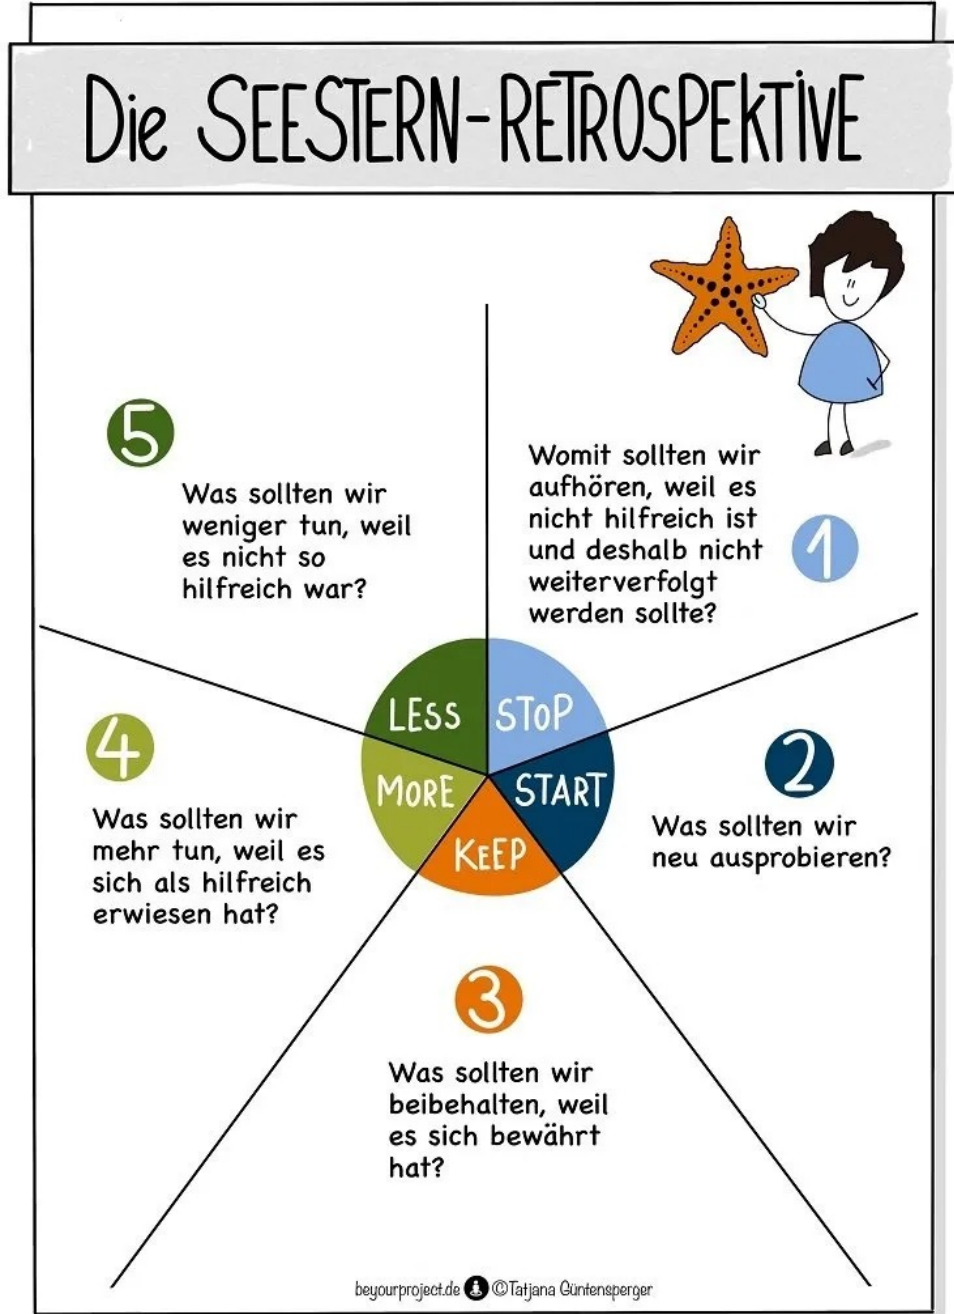 Die SEESTERN-RETROSPEKTIVE
1
Womit sollten wir
aufhören, weil es
nicht hilfreich ist
und deshalb nicht
weiterverfolgt
werden sollte?
5
Was sollten wir
weniger tun, weil
es nicht so
hilfreich war?
LESS STOP
MORE START
KEEP
2
Was sollten wir
neu ausprobieren?
4
Was sollten wir
mehr tun, weil es
sich als hilfreich
erwiesen hat?
3
Was sollten wir
beibehalten, weil
es sich bewährt
hat?
beyourproject.de ©Tatjana Güntensperger